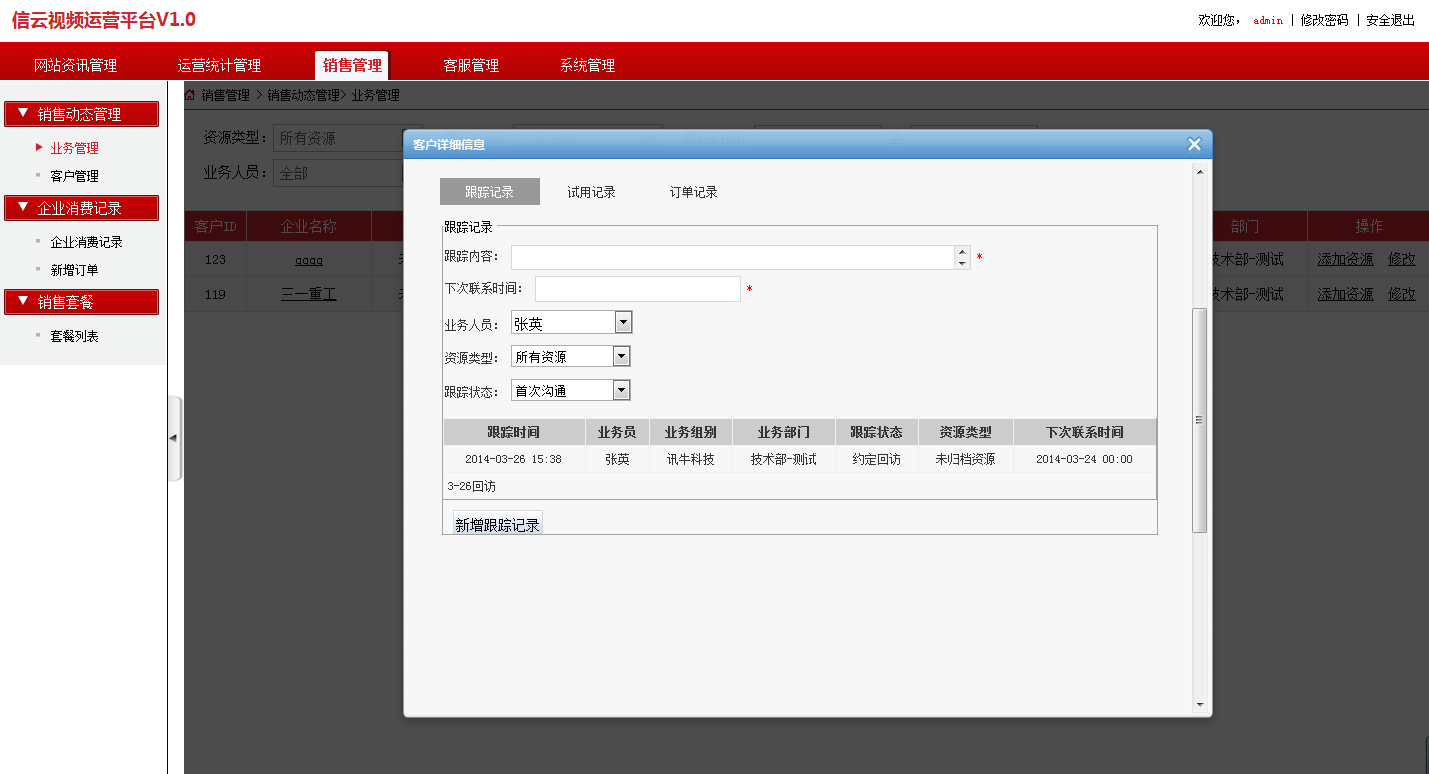 信云视频运营平台V1.0
欢迎您， admin | 修改密码 | 安全退出
网站资讯管理 运营统计管理 销售管理 客服管理 系统管理
销售动态管理
业务管理
客户管理
企业消费记录
企业消费记录
新增订单
销售套餐
套餐列表
销售管理 > 销售动态管理> 业务管理
资源类型： 所有资源
业务人员： 全部
客户ID 企业名称 部门 操作
123 qqqq 技术部-测试 添加资源 修改
119 三一重工 技术部-测试 添加资源 修改
客户详细信息
跟踪记录 试用记录 订单记录
跟踪记录
跟踪内容： *
下次联系时间： *
业务人员： 张英
资源类型： 所有资源
跟踪状态： 首次沟通
跟踪时间 业务员 业务组别 业务部门 跟踪状态 资源类型 下次联系时间
2014-03-26 15:38 张英 讯牛科技 技术部-测试 约定回访 未归档资源 2014-03-24 00:00
3-26回访
新增跟踪记录